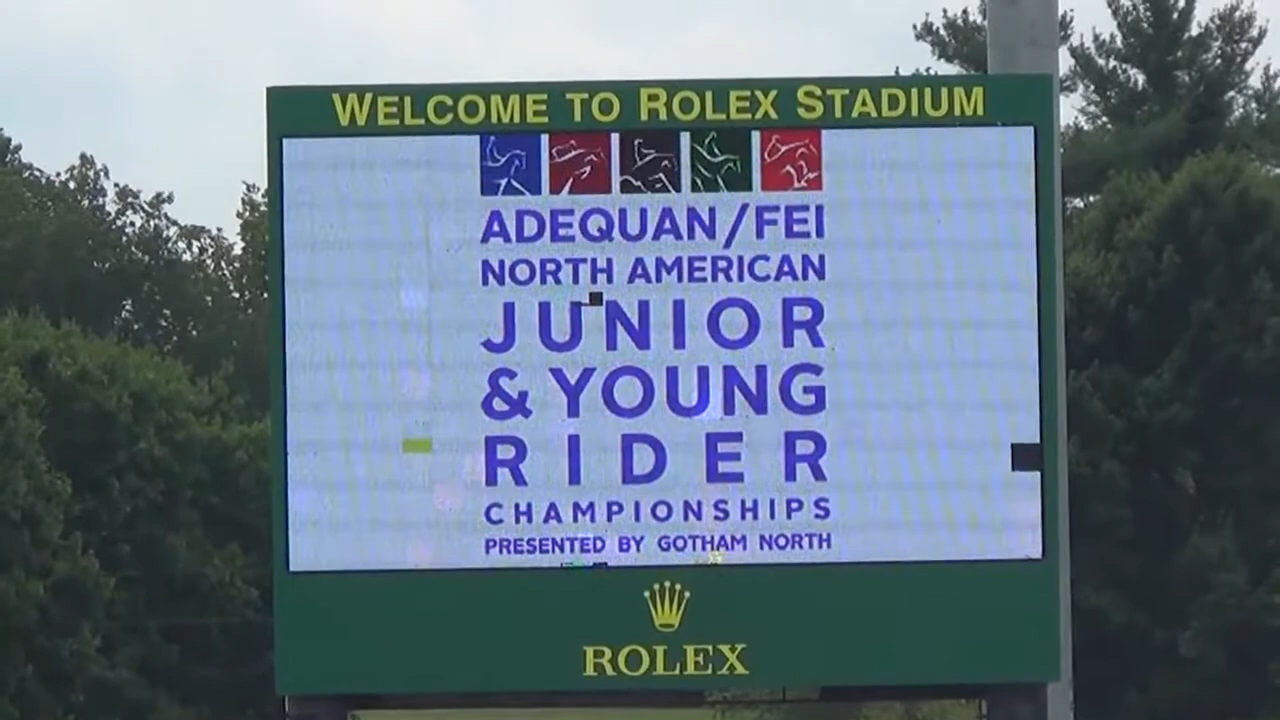 WELCOME TO ROLEX STADIUM
ADEQUAN/FEI
NORTH AMERICAN
JUNIOR
& YOUNG
RIDER
CHAMPIONSHIPS
PRESENTED BY GOTHAM NORTH
ROLEX